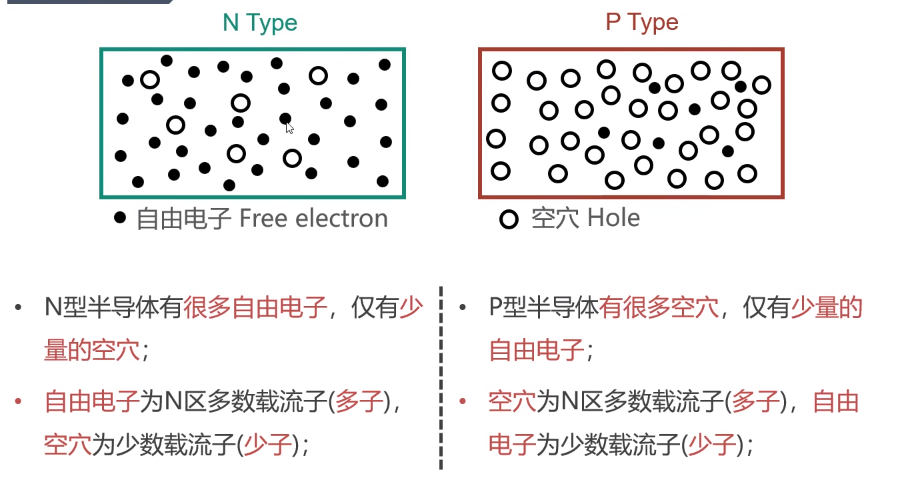 N Type
P Type
自由电子 Free electron
空穴 Hole
• N型半导体有很多自由电子，仅有少
量的空穴；
• 自由电子为N区多数载流子(多子)，
空穴为少数载流子(少子)；
• P型半导体有很多空穴，仅有少量的
自由电子；
• 空穴为N区多数载流子(多子)，自由
电子为少数载流子(少子)；